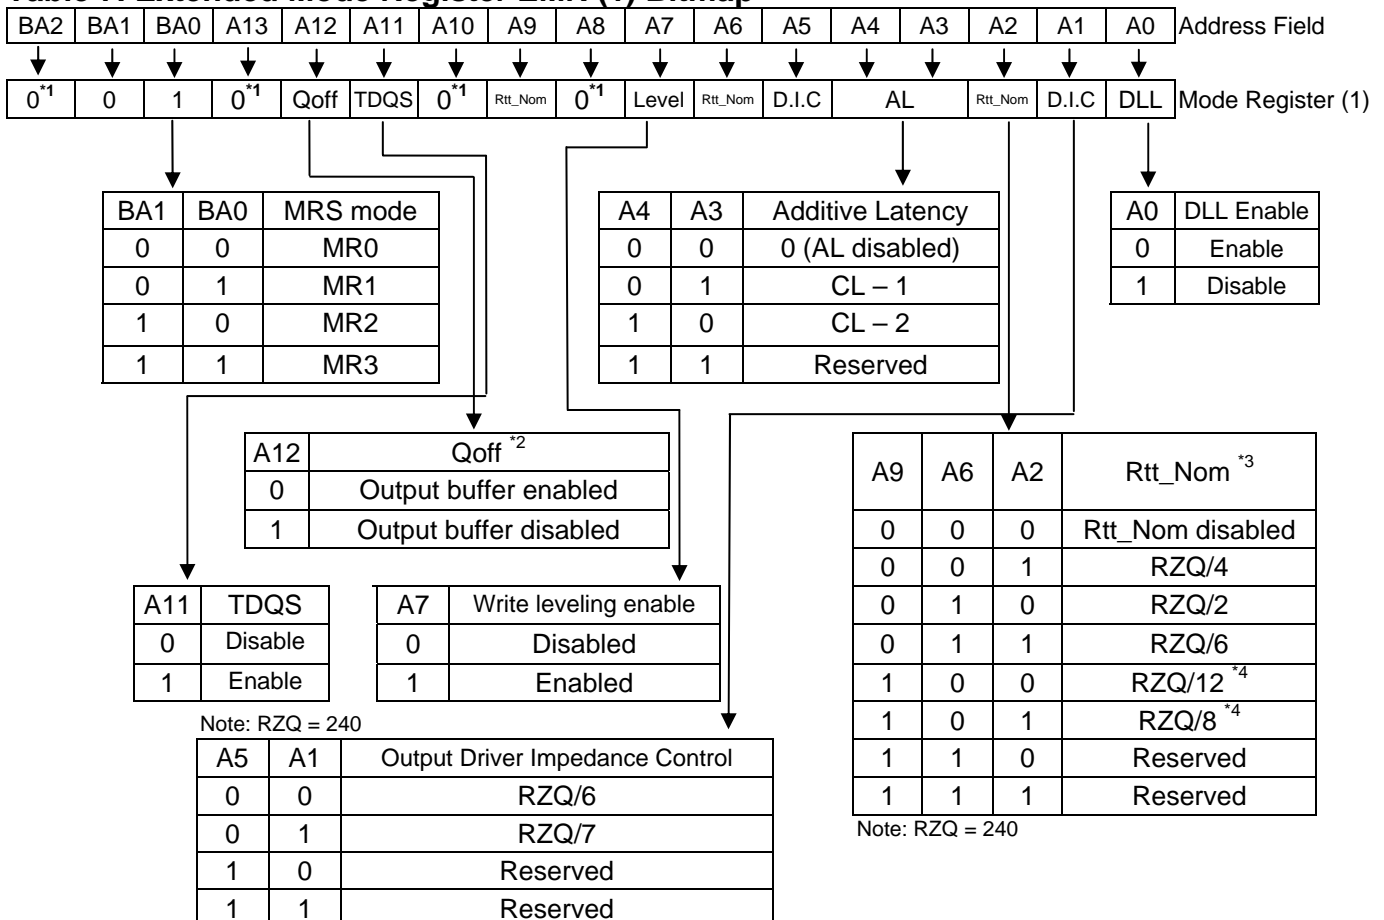 Table 7. Extended Mode Register EMR (1) Bitmap
BA2 BA1 BA0 A13 A12 A11 A10 A9 A8 A7 A6 A5 A4 A3 A2 A1 A0 Address Field
0*1 0 1 0*1 Qoff TDQS 0*1 Rtt_Nom 0*1 Level Rtt_Nom D.I.C AL Rtt_Nom D.I.C DLL Mode Register (1)
BA1 BA0 MRS mode
0 0 MR0
0 1 MR1
1 0 MR2
1 1 MR3
A4 A3 Additive Latency
0 0 0 (AL disabled)
0 1 CL – 1
1 0 CL – 2
1 1 Reserved
A0 DLL Enable
0 Enable
1 Disable
A12 Qoff *2
0 Output buffer enabled
1 Output buffer disabled
A9 A6 A2 Rtt_Nom *3
0 0 0 Rtt_Nom disabled
0 0 1 RZQ/4
0 1 0 RZQ/2
0 1 1 RZQ/6
1 0 0 RZQ/12 *4
1 0 1 RZQ/8 *4
1 1 0 Reserved
1 1 1 Reserved
Note: RZQ = 240
A11 TDQS
0 Disable
1 Enable
A7 Write leveling enable
0 Disabled
1 Enabled
Note: RZQ = 240
A5 A1 Output Driver Impedance Control
0 0 RZQ/6
0 1 RZQ/7
1 0 Reserved
1 1 Reserved